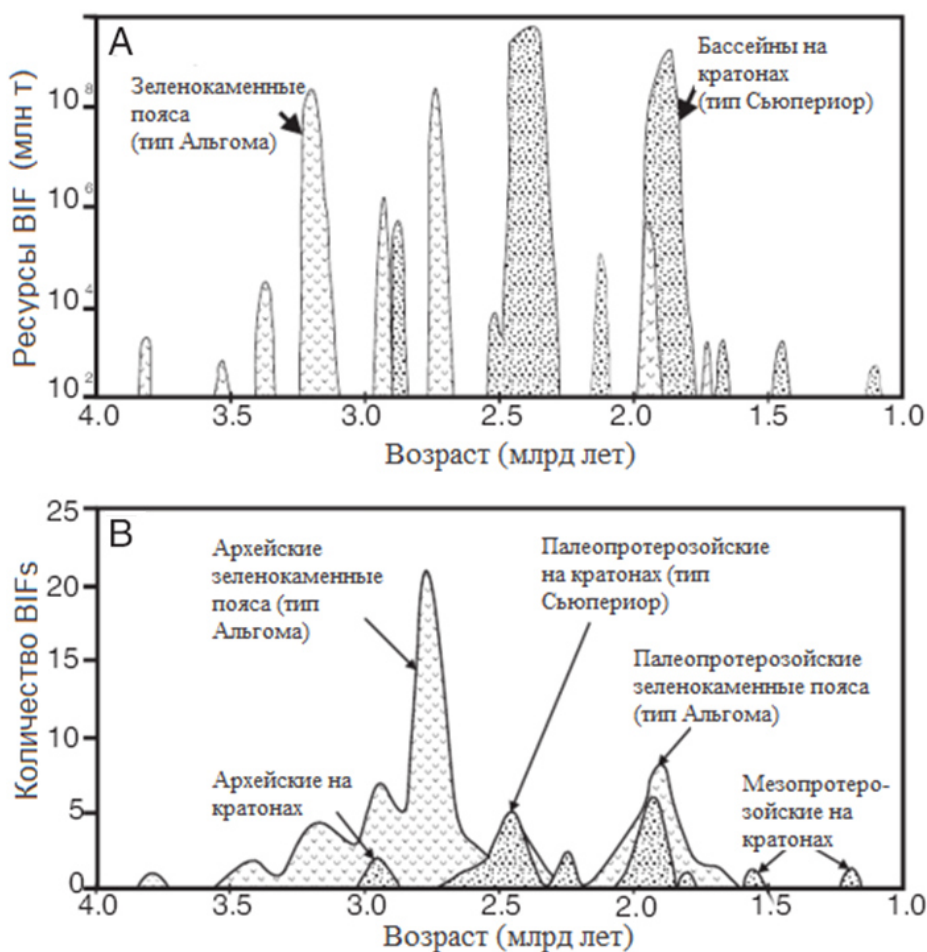 A
Ресурсы BIF (млн т)
10⁸
10⁶
10⁴
10²
Зеленокаменные
пояса
(тип Альгома)
Бассейны на
кратонах
(тип Сьюпериор)
4.0 3.5 3.0 2.5 2.0 1.5 1.0
Возраст (млрд лет)
B
Количество BIFs
25
20
15
10
5
0
Архейские
зеленокаменные
пояса (тип
Альгома)
Палеопротерозойские
на кратонах (тип
Сьюпериор)
Палеопротерозойские
зеленокаменные пояса
(тип Альгома)
Архейские на
кратонах
Мезопротеро-
зойские на
кратонах
4.0 3.5 3.0 2.5 2.0 1.5 1.0
Возраст (млрд лет)